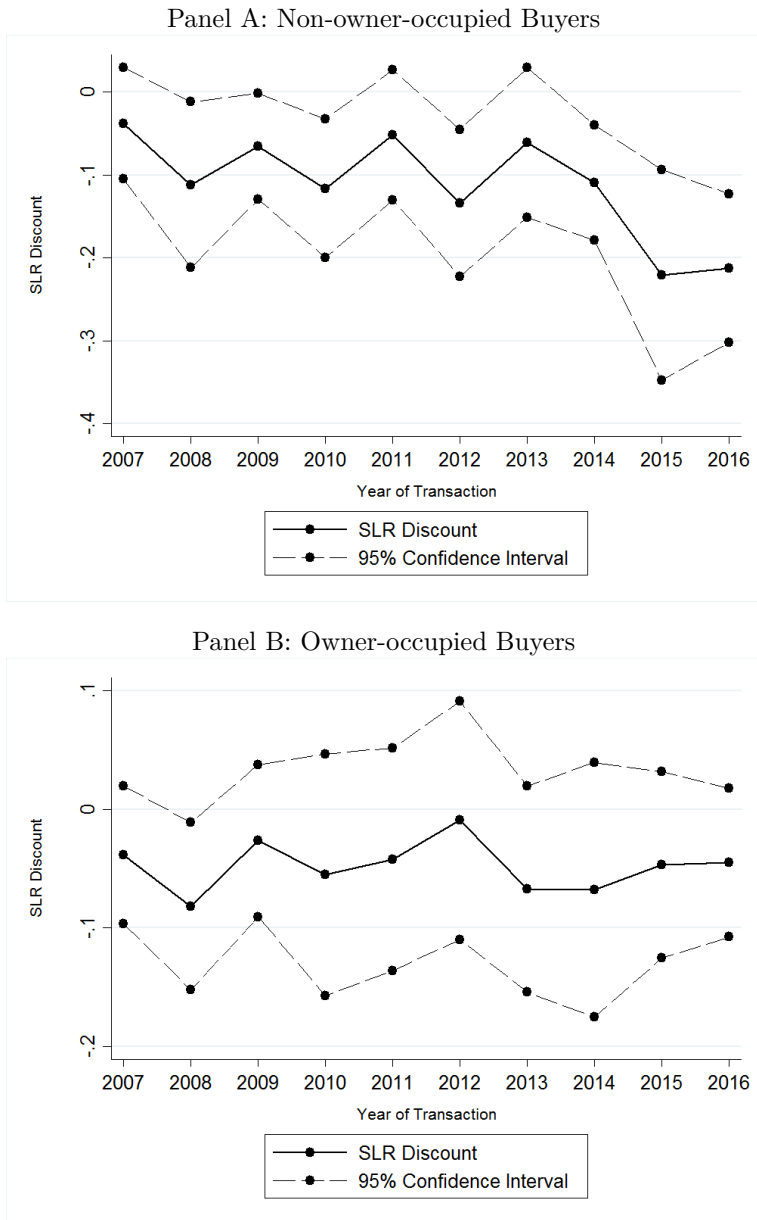 Panel A: Non-owner-occupied Buyers
0
-.1
-.2
-.3
-.4
SLR Discount
2007 2008 2009 2010 2011 2012 2013 2014 2015 2016
Year of Transaction
SLR Discount
95% Confidence Interval
Panel B: Owner-occupied Buyers
.1
0
-.1
-.2
SLR Discount
2007 2008 2009 2010 2011 2012 2013 2014 2015 2016
Year of Transaction
SLR Discount
95% Confidence Interval